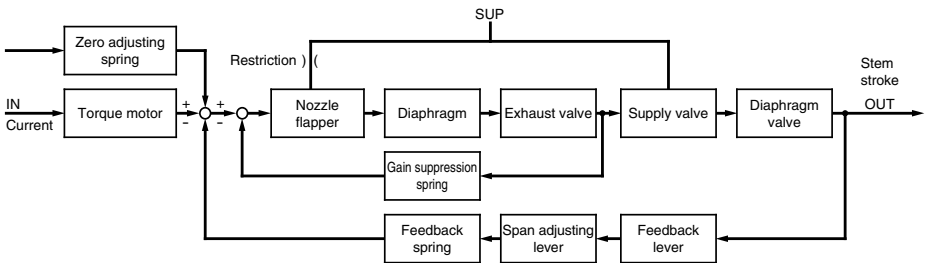 SUP
Zero adjusting
spring
Restriction ) (
Stem
stroke
IN
OUT
Current
Torque motor
+
−
+
−
Nozzle
flapper
Diaphragm
Exhaust valve
Supply valve
Diaphragm
valve
Gain suppression
spring
Feedback
spring
Span adjusting
lever
Feedback
lever